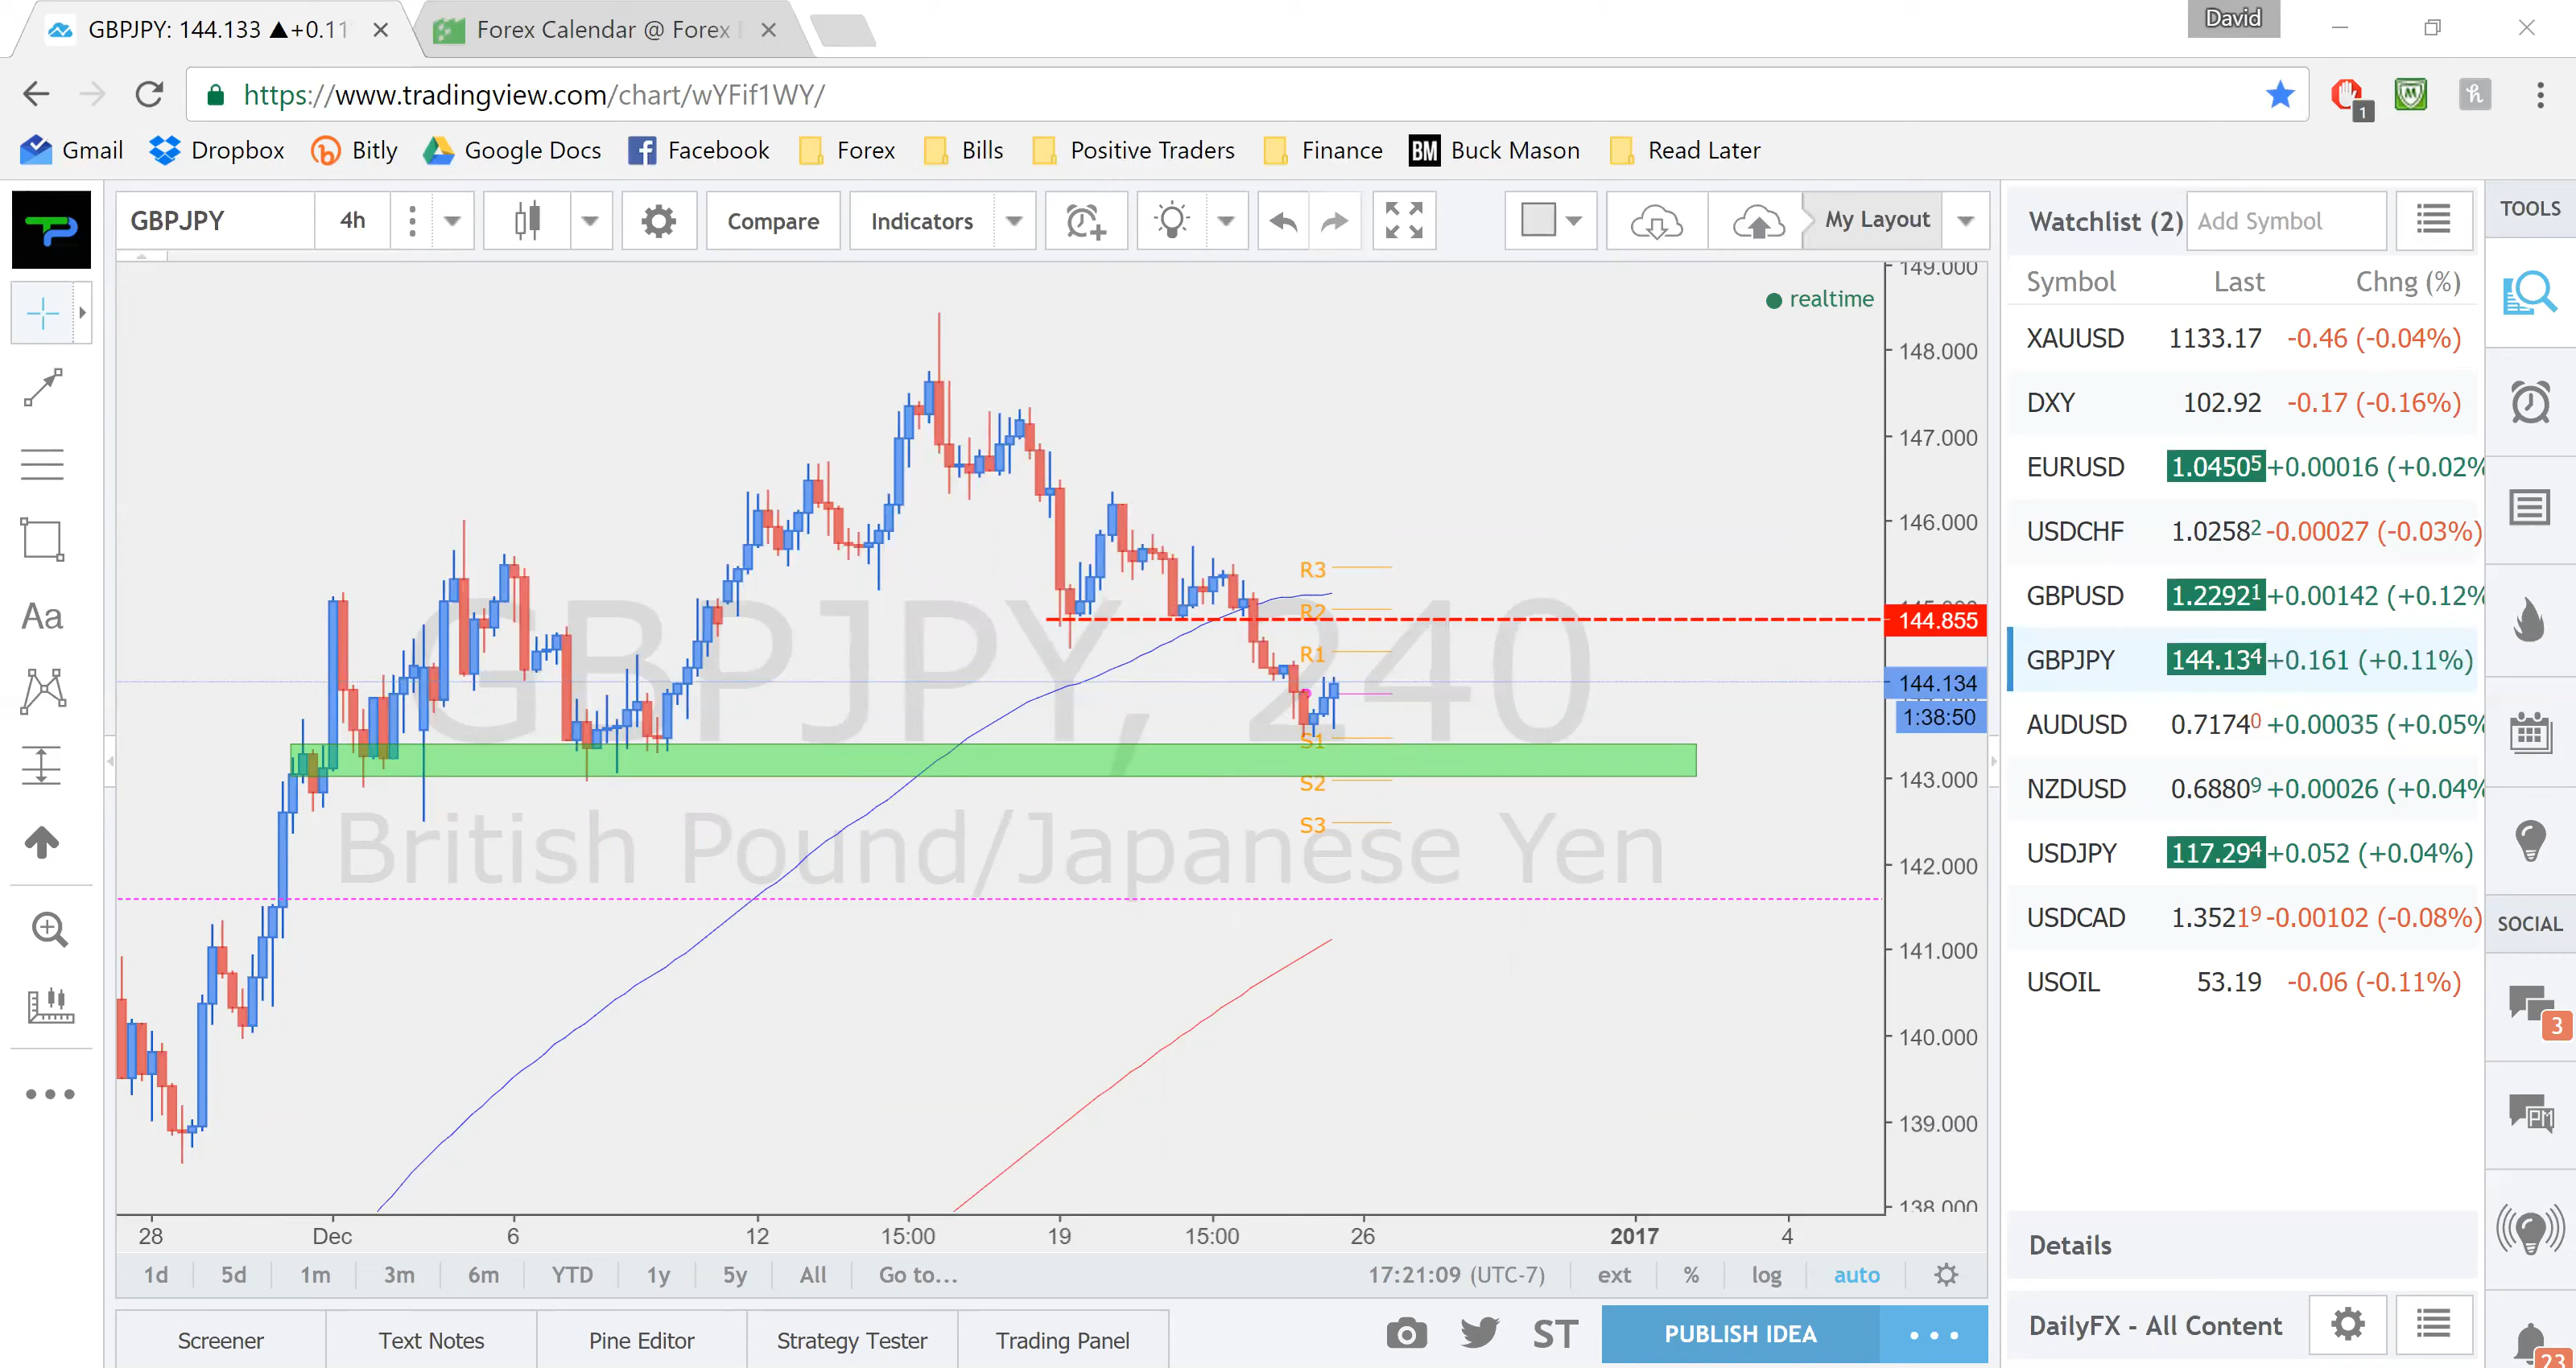 GBPJPY: 144.133 ▲+0.11
Forex Calendar @ Forex
David
https://www.tradingview.com/chart/wYFif1WY/
1
Gmail
Dropbox
Bitly
Google Docs
Facebook
Forex
Bills
Positive Traders
Finance
BM Buck Mason
Read Later
GBPJPY
4h
Compare
Indicators
My Layout
Watchlist (2)
Add Symbol
TOOLS
Symbol Last Chng (%)
XAUUSD 1133.17 -0.46 (-0.04%)
DXY 102.92 -0.17 (-0.16%)
EURUSD 1.04505 +0.00016 (+0.02%
USDCHF 1.02582 -0.00027 (-0.03%)
GBPUSD 1.22921 +0.00142 (+0.12%
GBPJPY 144.134 +0.161 (+0.11%)
AUDUSD 0.71740 +0.00035 (+0.05%
NZDUSD 0.68809 +0.00026 (+0.04%
USDJPY 117.294 +0.052 (+0.04%)
USDCAD 1.35219 -0.00102 (-0.08%)
USOIL 53.19 -0.06 (-0.11%)
SOCIAL
3
PM
23
Aa
realtime
GBPJPY, 240
British Pound/Japanese Yen
R3
R2
R1
S1
S2
S3
149.000
148.000
147.000
146.000
144.855
144.134
1:38:50
143.000
142.000
141.000
140.000
139.000
138.000
28 Dec 6 12 15:00 19 15:00 26 2017 4
1d 5d 1m 3m 6m YTD 1y 5y All Go to...
17:21:09 (UTC-7) ext % log auto
Screener
Text Notes
Pine Editor
Strategy Tester
Trading Panel
ST
PUBLISH IDEA
Details
DailyFX - All Content